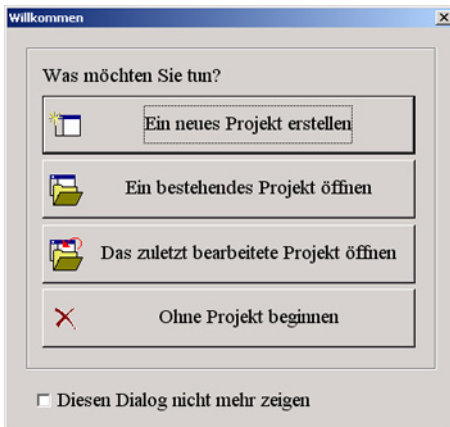 Willkommen
Was möchten Sie tun?
Ein neues Projekt erstellen
Ein bestehendes Projekt öffnen
Das zuletzt bearbeitete Projekt öffnen
Ohne Projekt beginnen
Diesen Dialog nicht mehr zeigen